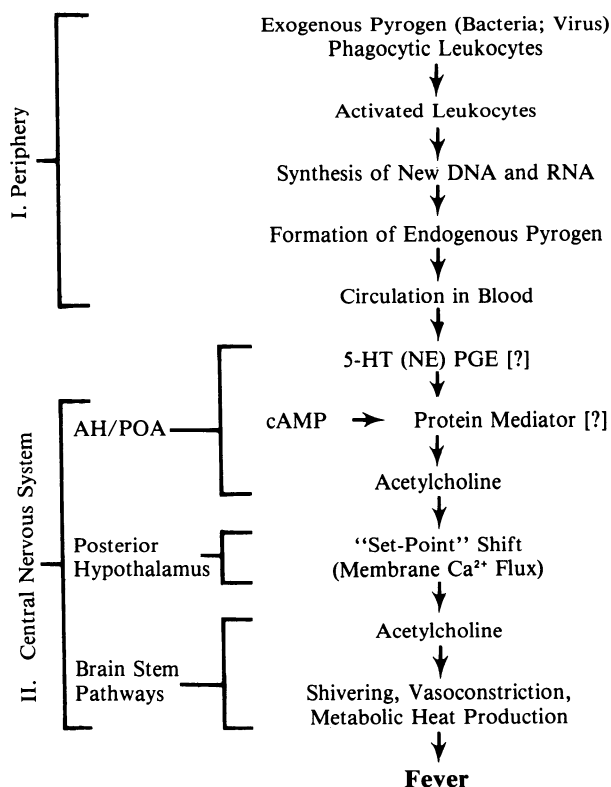 Exogenous Pyrogen (Bacteria; Virus)
Phagocytic Leukocytes
Activated Leukocytes
Synthesis of New DNA and RNA
Formation of Endogenous Pyrogen
Circulation in Blood
I. Periphery
5-HT (NE) PGE [?]
AH/POA
cAMP
Protein Mediator [?]
Acetylcholine
Posterior
Hypothalamus
“Set-Point” Shift
(Membrane Ca²⁺ Flux)
Acetylcholine
Brain Stem
Pathways
Shivering, Vasoconstriction,
Metabolic Heat Production
II. Central Nervous System
Fever